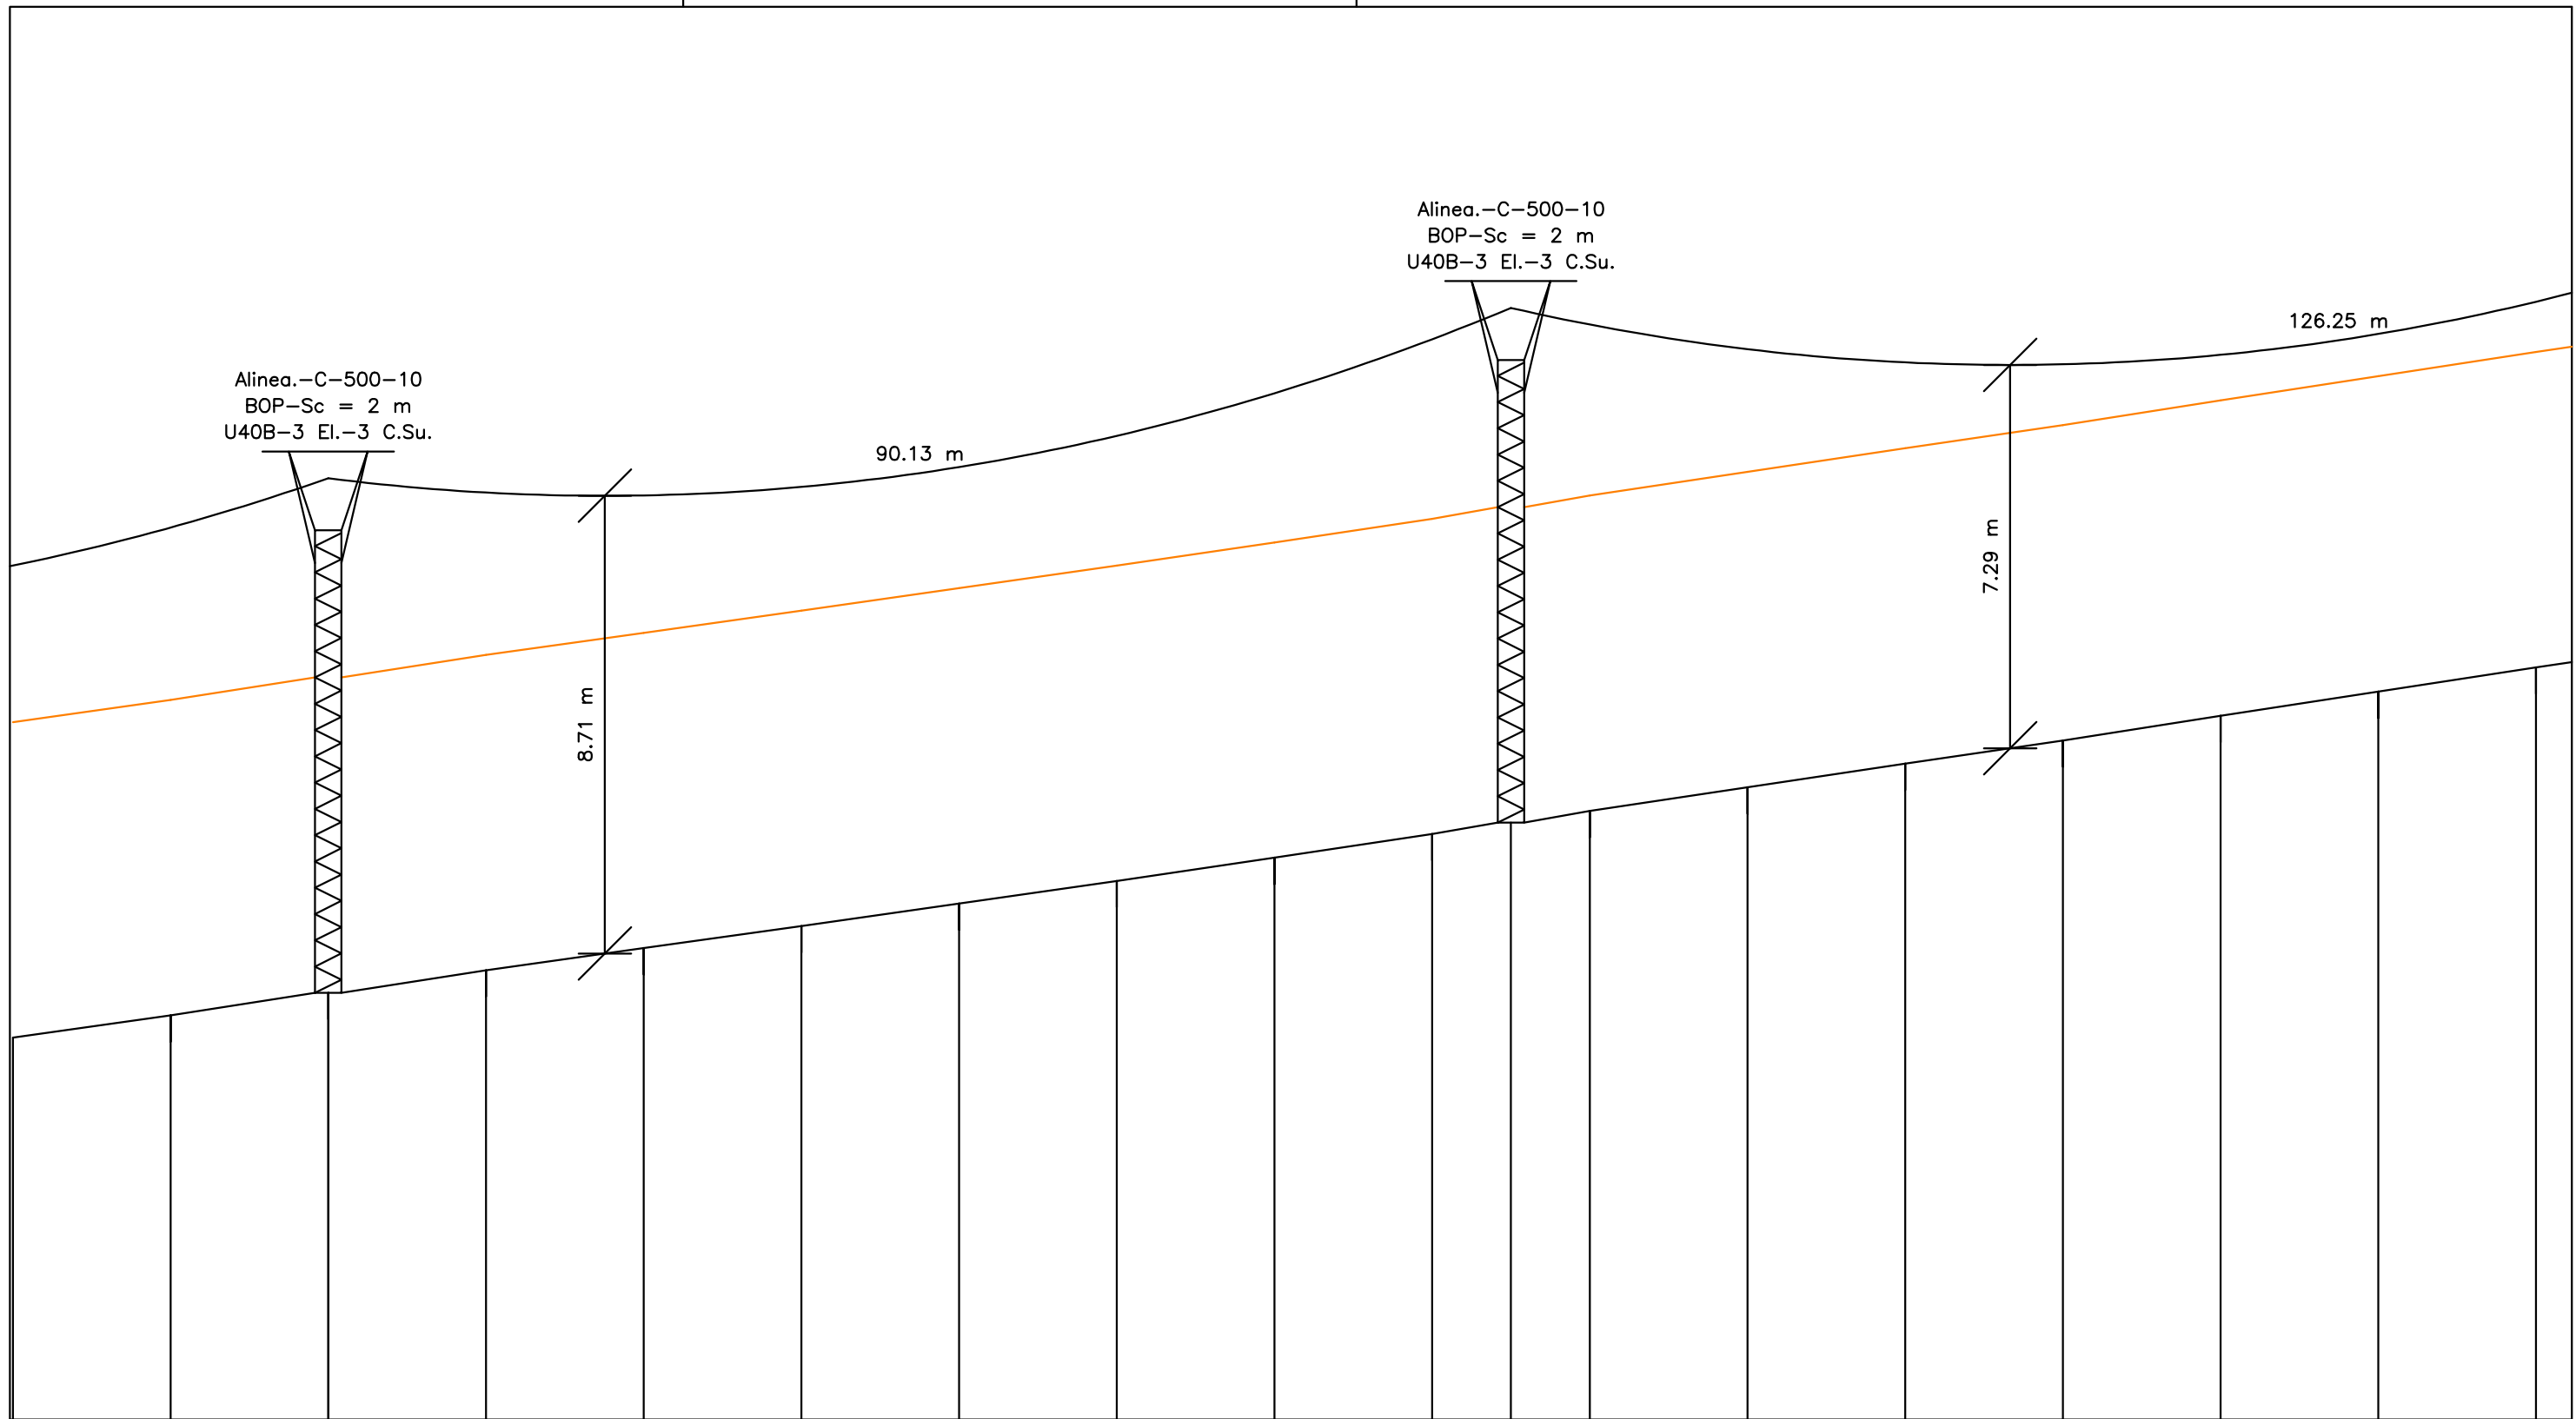 Alinea.-C-500-10
BOP-Sc = 2 m
U40B-3 El.-3 C.Su.
126.25 m
Alinea.-C-500-10
BOP-Sc = 2 m
U40B-3 El.-3 C.Su.
90.13 m
7.29 m
8.71 m